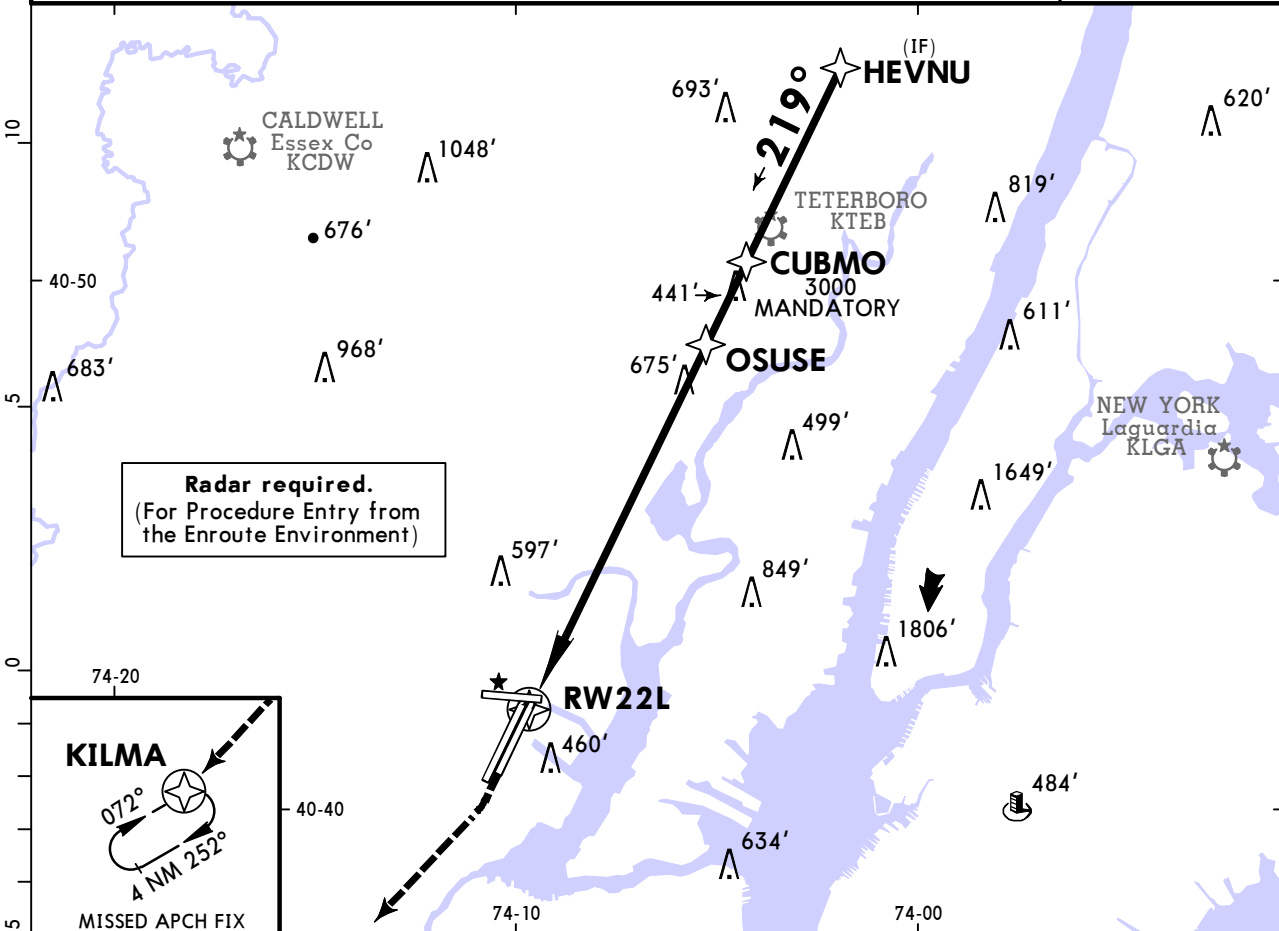 (IF)
HEVNU
219°
693'
620'
10
CALDWELL
Essex Co
KCDW
1048'
819'
TETERBORO
KTEB
676'
CUBMO
3000
MANDATORY
40-50
441'
611'
683'
968'
675'
OSUSE
5
NEW YORK
Laguardia
KLGA
499'
1649'
Radar required.
(For Procedure Entry from
the Enroute Environment)
597'
849'
1806'
0
74-20
RW22L
KILMA
460'
072°
4 NM 252°
40-40
484'
634'
MISSED APCH FIX
5
74-10
74-00